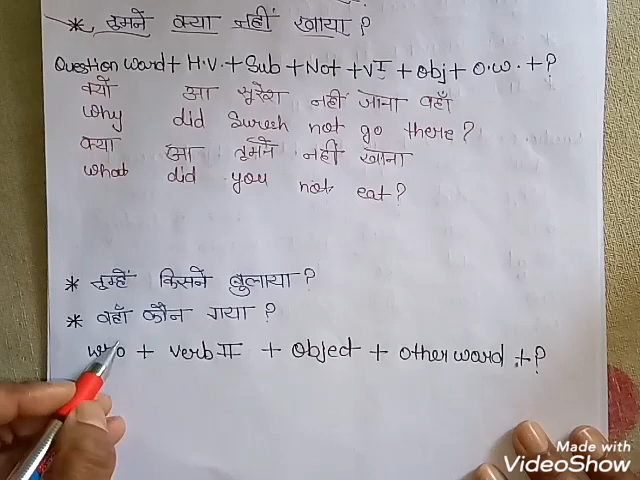 * तुमने क्या नहीं खाया ?
Question word + H.V. + Sub + Not + VI + obj + O.W. + ?
क्यों आ सुरेश नहीं जाना वहाँ
why did Suresh not go there?
क्या आ तुमने नहीं खाना
what did you not eat?
* तुम्हें किसने बुलाया ?
* वहाँ कौन गया ?
who + verb II + object + other word + ?
Made with
VideoShow